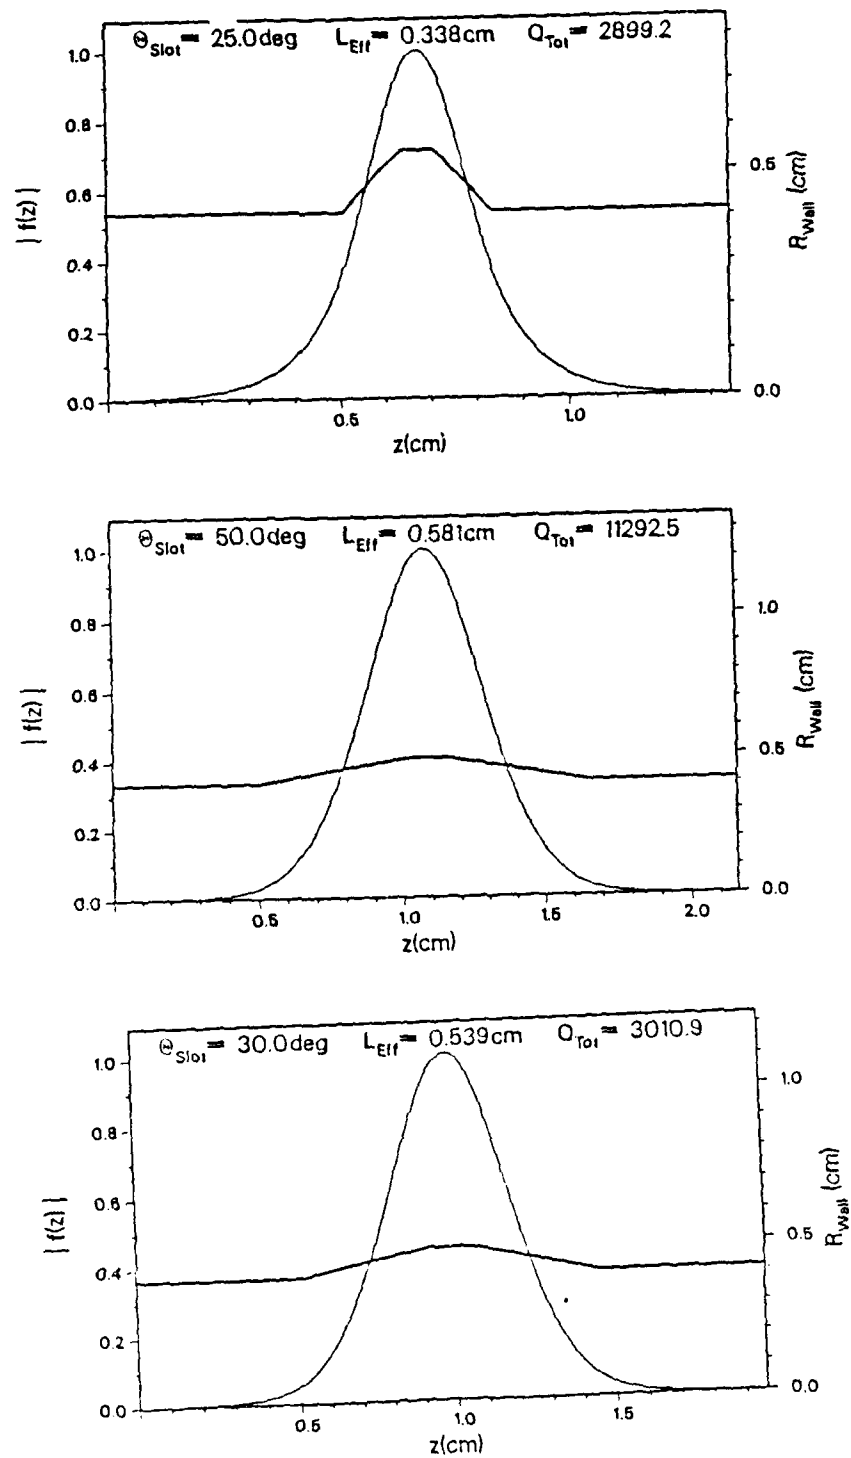 Θ_Slot = 25.0deg L_Eff = 0.338cm Q_Tot = 2899.2
1.0
0.8
0.6
0.4
0.2
0.0
| f(z) |
0.5
0.0
R_Wall (cm)
0.5
1.0
z(cm)
Θ_Slot = 50.0deg L_Eff = 0.581cm Q_Tot = 11292.5
1.0
0.8
0.6
0.4
0.2
0.0
| f(z) |
1.0
0.5
0.0
R_Wall (cm)
0.5
1.0
1.5
2.0
z(cm)
Θ_Slot = 30.0deg L_Eff = 0.539cm Q_Tot = 3010.9
1.0
0.8
0.6
0.4
0.2
0.0
| f(z) |
1.0
0.5
0.0
R_Wall (cm)
0.5
1.0
1.5
z(cm)